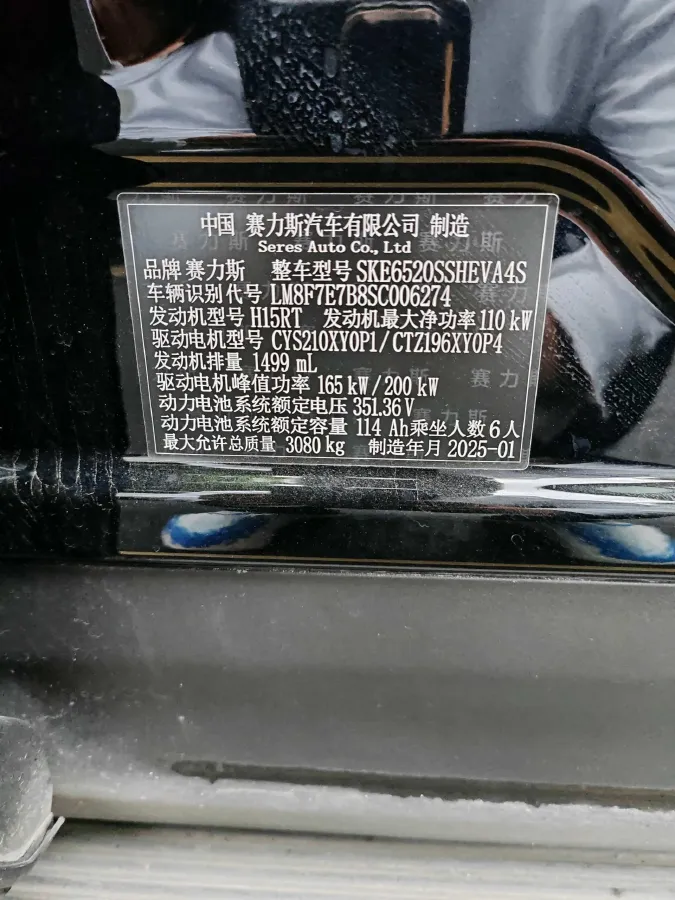 中国 赛力斯汽车有限公司 制造
Seres Auto Co., Ltd
品牌 赛力斯 整车型号 SKE6520SSHEVA4S
车辆识别代号 LM8F7E7B8SC006274
发动机型号 H15RT 发动机最大净功率 110 kW
驱动电机型号 CYS210XY0P1/CTZ196XY0P4
发动机排量 1499 mL
驱动电机峰值功率 165 kW/200 kW
动力电池系统额定电压 351.36 V
动力电池系统额定容量 114 Ah 乘坐人数 6 人
最大允许总质量 3080 kg 制造年月 2025-01